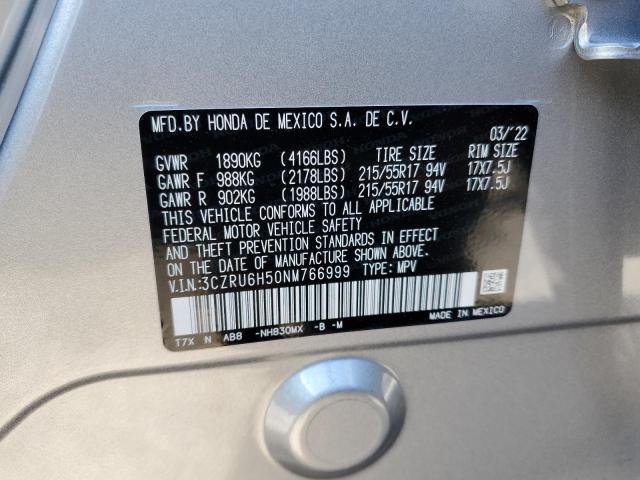 MFD.BY HONDA DE MEXICO S.A. DE C.V.
03/'22
GVWR 1890KG (4166LBS) TIRE SIZE RIM SIZE
GAWR F 988KG (2178LBS) 215/55R17 94V 17X7.5J
GAWR R 902KG (1988LBS) 215/55R17 94V 17X7.5J
THIS VEHICLE CONFORMS TO ALL APPLICABLE
FEDERAL MOTOR VEHICLE SAFETY
AND THEFT PREVENTION STANDARDS IN EFFECT
ON THE DATE OF MANUFACTURE SHOWN ABOVE.
V.I.N.:3CZRU6H50NM766999 TYPE: MPV
T7X N AB8 -NH830MX -B -M
MADE IN MEXICO